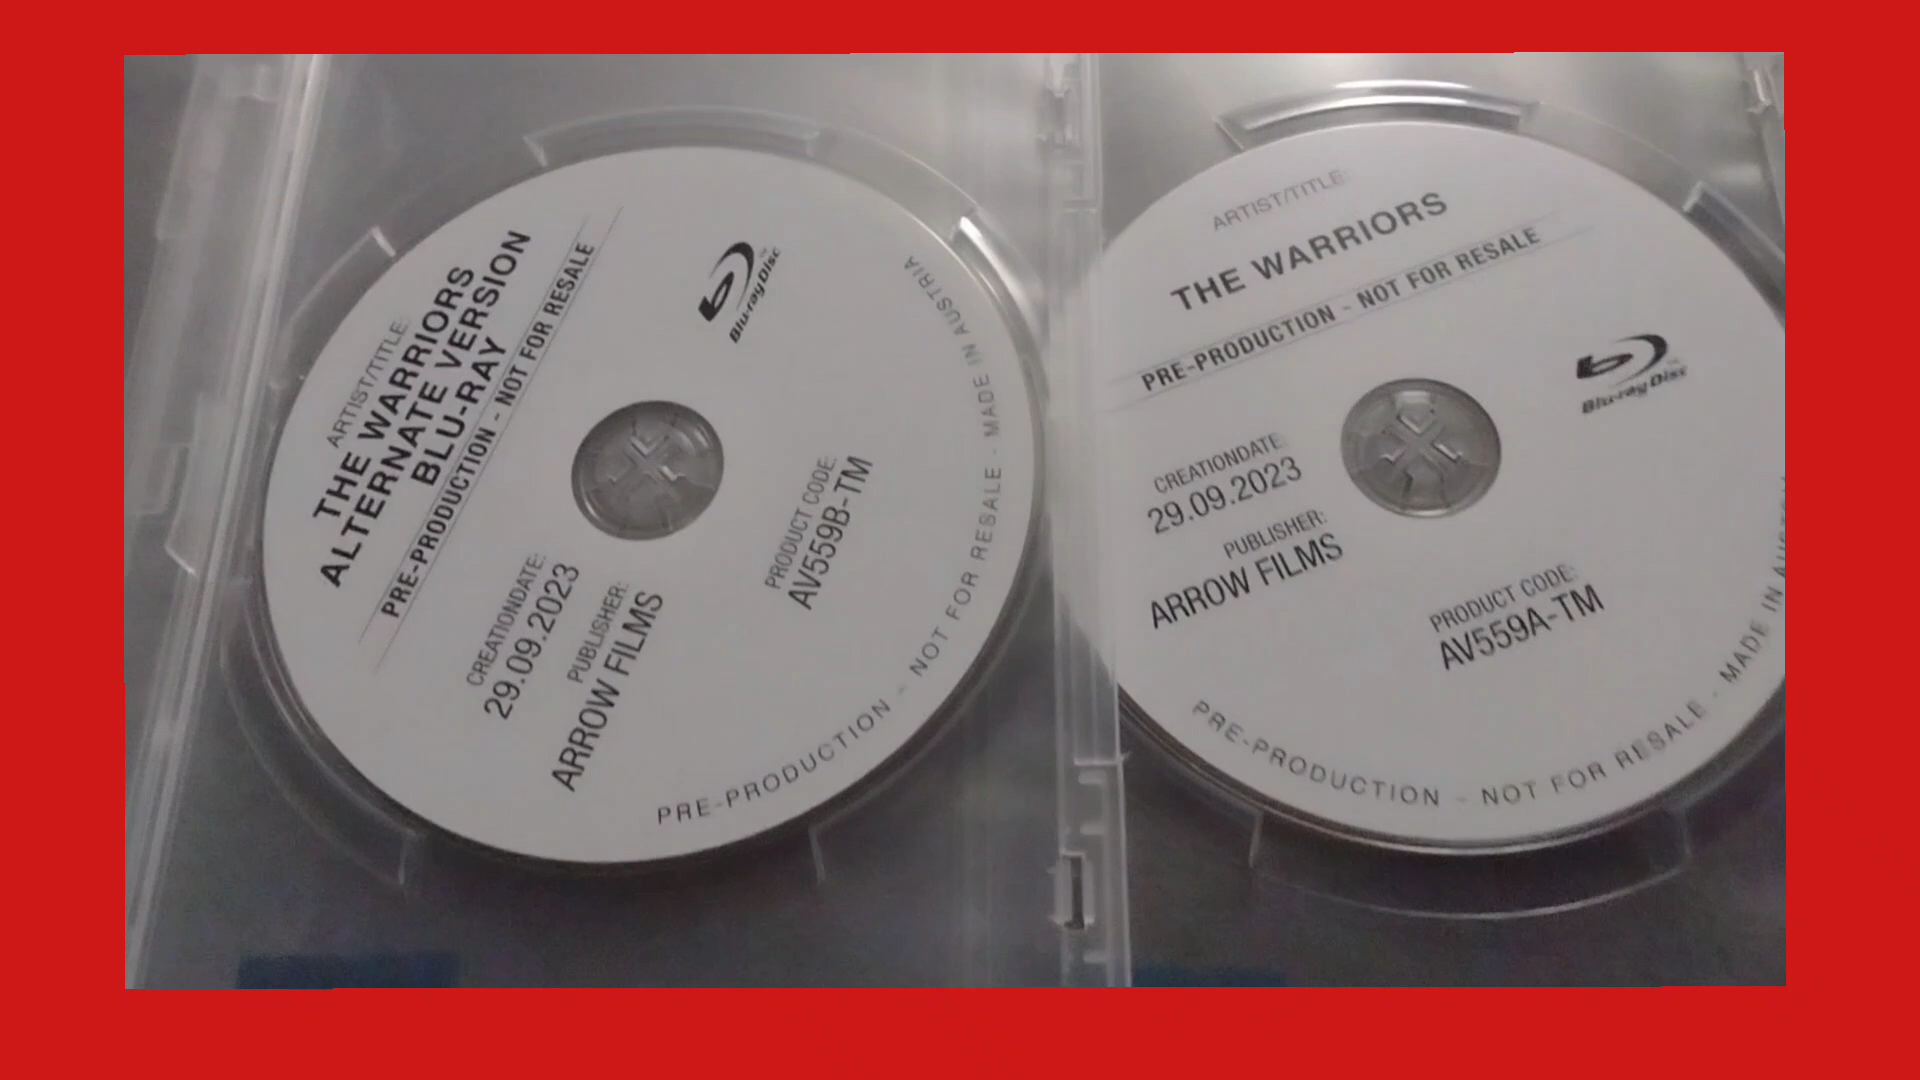 ARTIST/TITLE:
THE WARRIORS
ALTERNATE VERSION
BLU-RAY
PRE-PRODUCTION - NOT FOR RESALE
Blu-ray Disc
TM
CREATIONDATE:
29.09.2023
PUBLISHER:
ARROW FILMS
PRODUCT CODE:
AV559B-TM
PRE-PRODUCTION - NOT FOR RESALE - MADE IN AUSTRIA
ARTIST/TITLE:
THE WARRIORS
PRE-PRODUCTION - NOT FOR RESALE
Blu-ray Disc
TM
CREATIONDATE:
29.09.2023
PUBLISHER:
ARROW FILMS
PRODUCT CODE:
AV559A-TM
PRE-PRODUCTION - NOT FOR RESALE - MADE IN